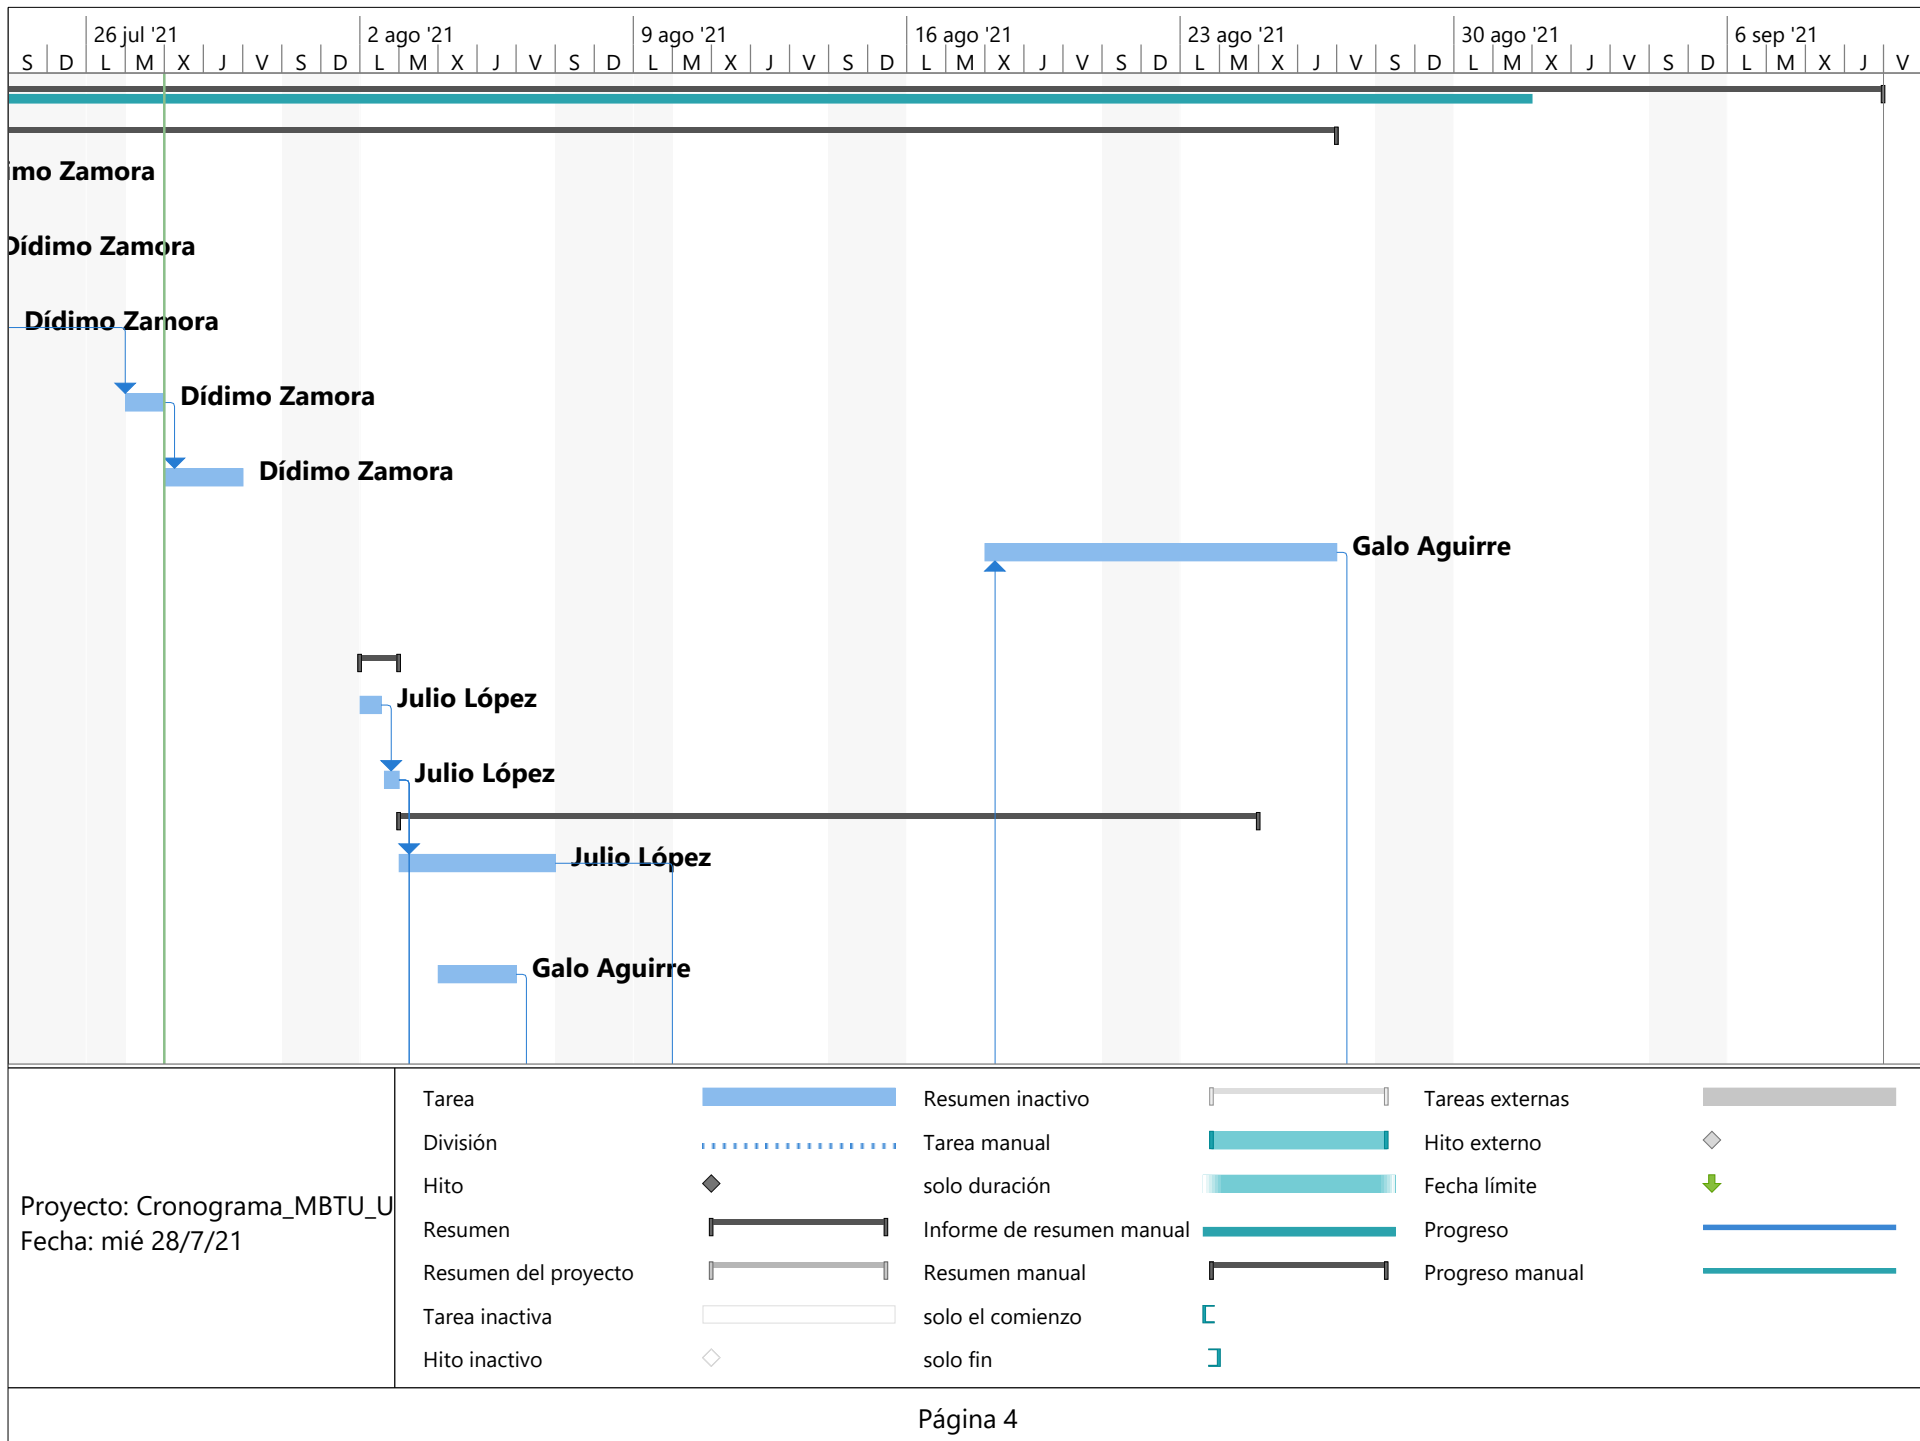 26 jul '21 2 ago '21 9 ago '21 16 ago '21 23 ago '21 30 ago '21 6 sep '21
S D L M X J V S D L M X J V S D L M X J V S D L M X J V S D L M X J V S D L M X J V S D L M X J V
imo Zamora
Dídimo Zamora
Dídimo Zamora
Dídimo Zamora
Dídimo Zamora
Galo Aguirre
Julio López
Julio López
Julio López
Galo Aguirre
Proyecto: Cronograma_MBTU_U
Fecha: mié 28/7/21
Tarea
División
Hito
Resumen
Resumen del proyecto
Tarea inactiva
Hito inactivo
Resumen inactivo
Tarea manual
solo duración
Informe de resumen manual
Resumen manual
solo el comienzo
solo fin
Tareas externas
Hito externo
Fecha límite
Progreso
Progreso manual
Página 4